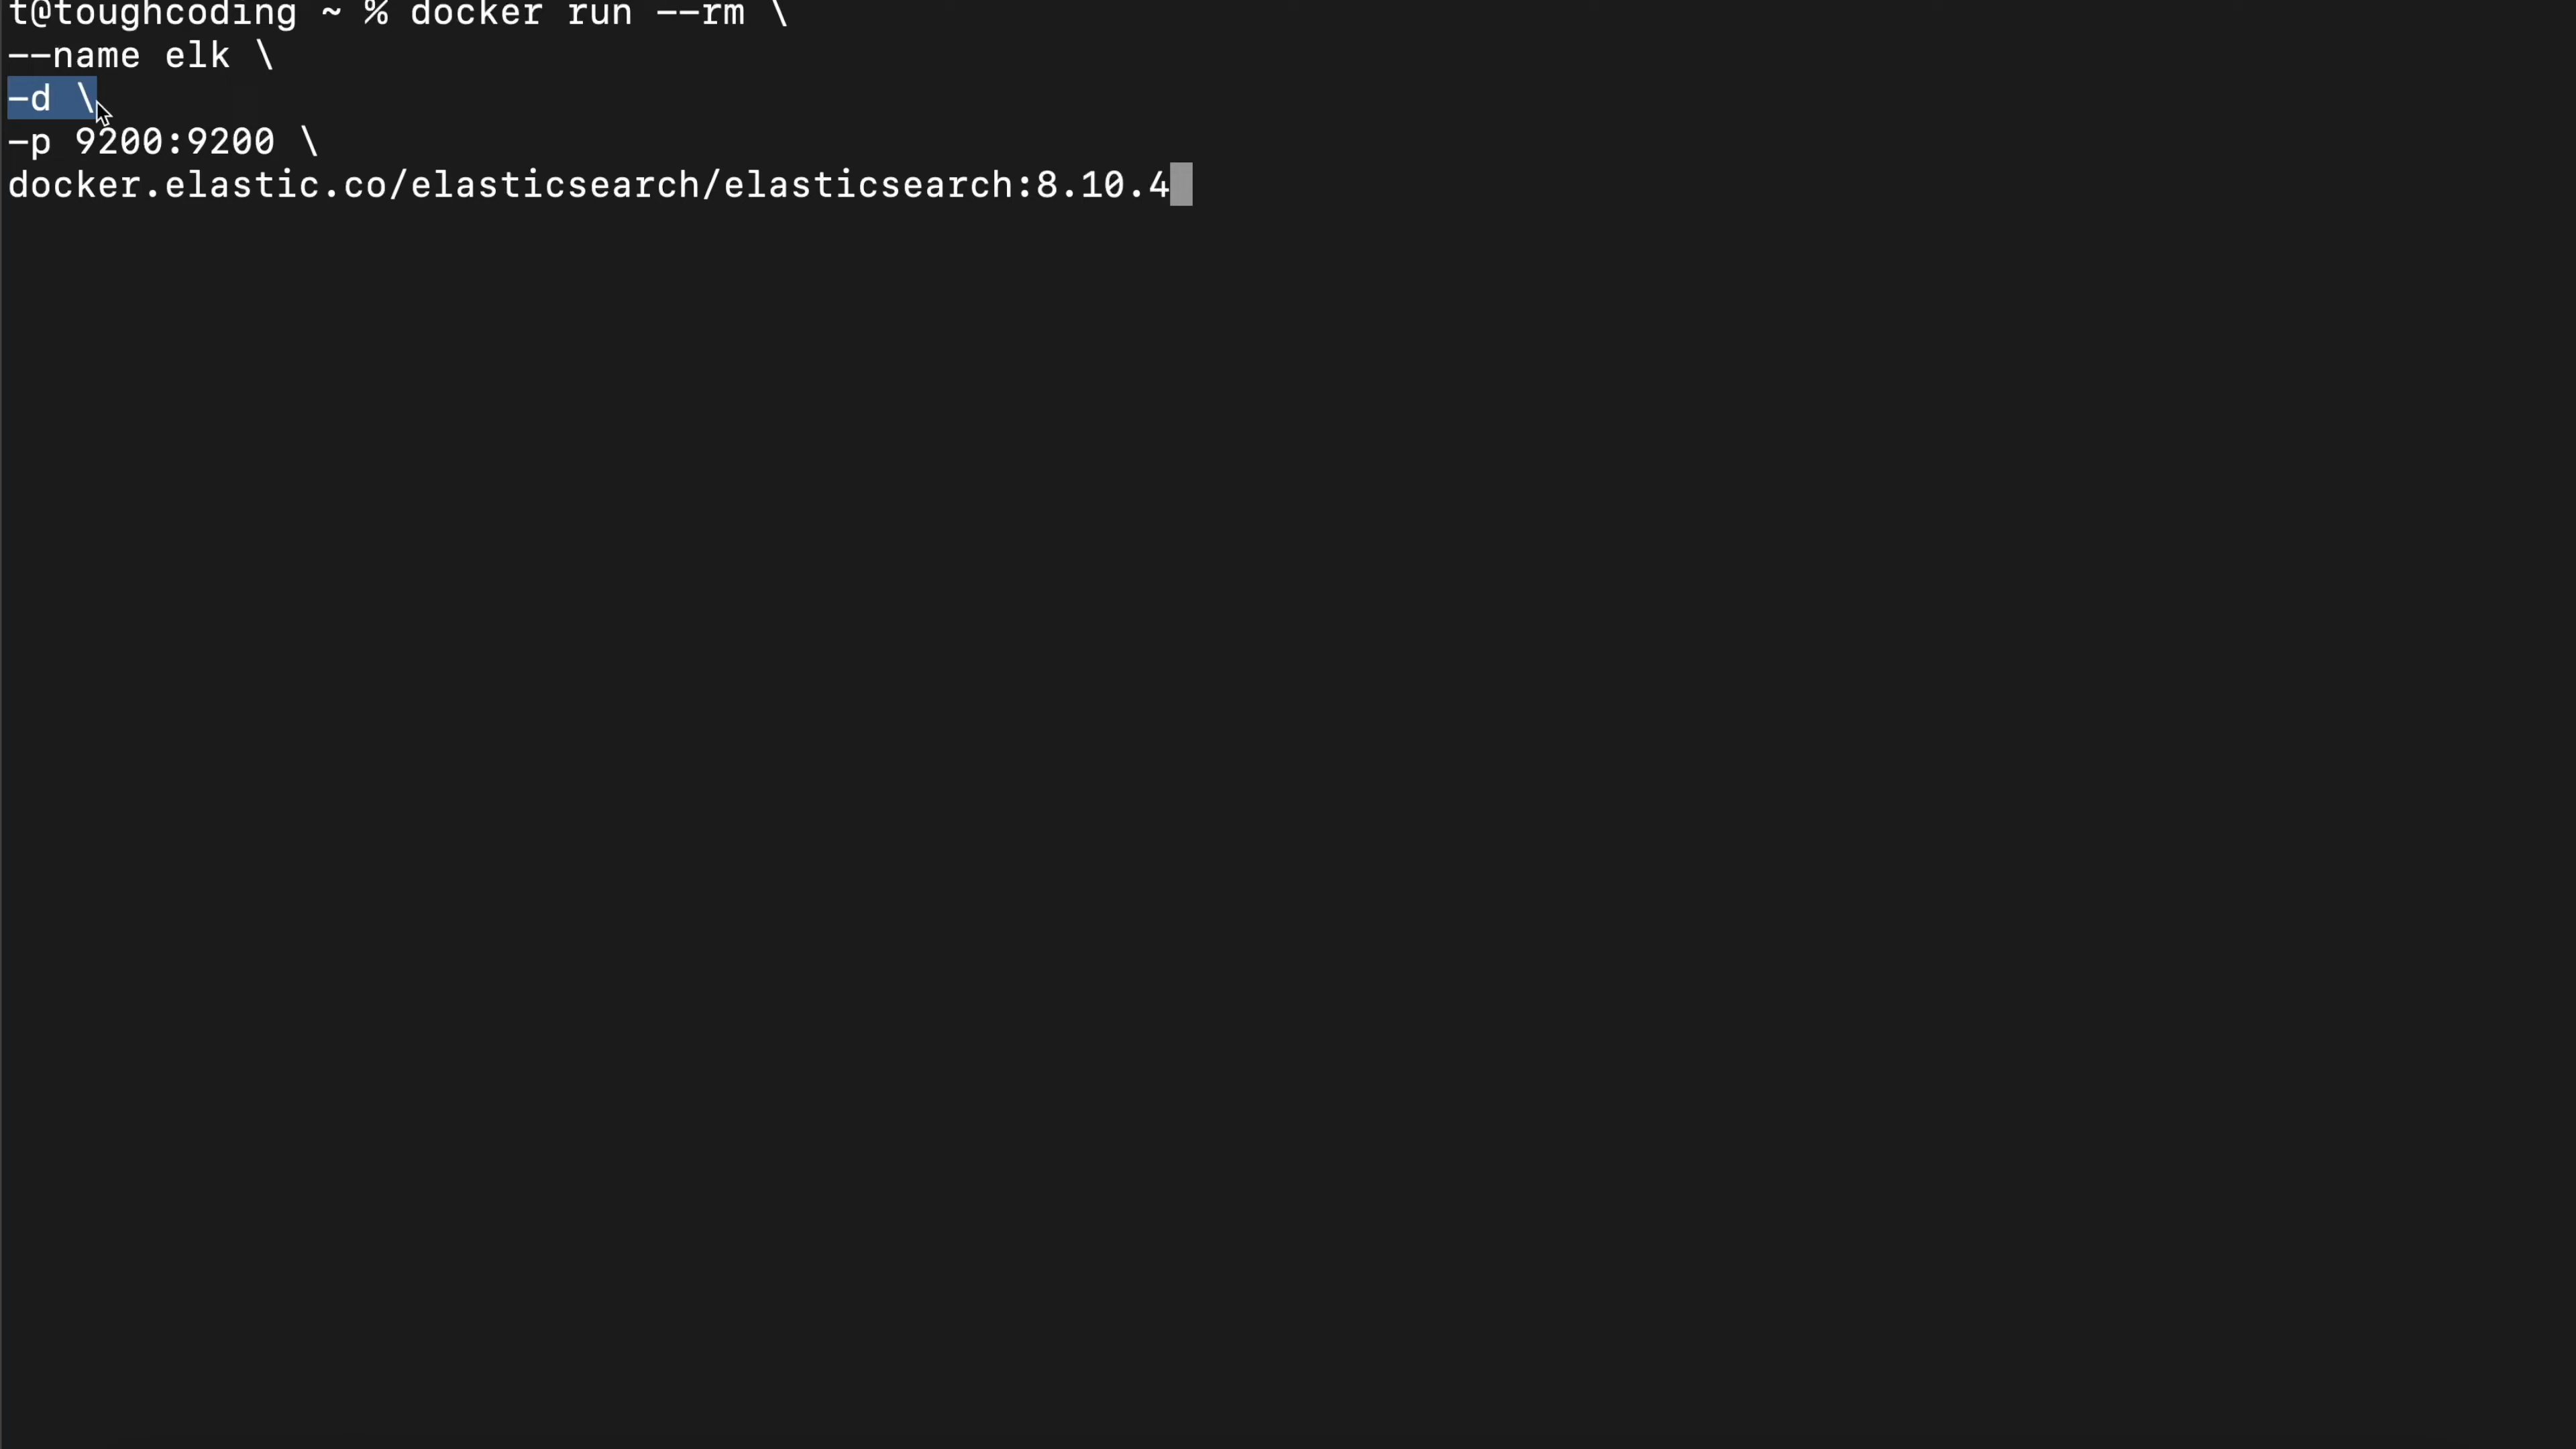 t@toughcoding ~ % docker run --rm \
--name elk \
-d \
-p 9200:9200 \
docker.elastic.co/elasticsearch/elasticsearch:8.10.4